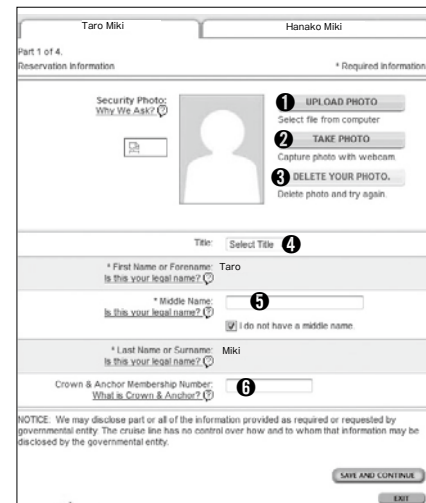 Taro Miki
Hanako Miki
Part 1 of 4.
Reservation Information
* Required Information
Security Photo:
Why We Ask?
❶ UPLOAD PHOTO
Select file from computer
❷ TAKE PHOTO
Capture photo with webcam
❸ DELETE YOUR PHOTO.
Delete photo and try again.
Title: Select Title ❹
* First Name or Forename: Taro
Is this your legal name?
* Middle Name: ❺
Is this your legal name?
I do not have a middle name.
* Last Name or Surname: Miki
Is this your legal name?
Crown & Anchor Membership Number: ❻
What is Crown & Anchor?
NOTICE: We may disclose part or all of the information provided as required or requested by
governmental entity. The cruise line has no control over how and to whom that information may be
disclosed by the governmental entity.
SAVE AND CONTINUE
EXIT